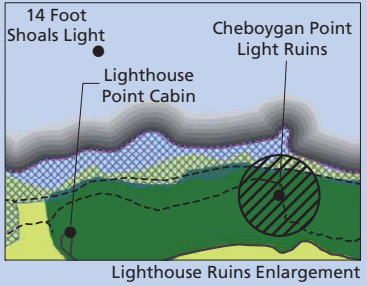 14 Foot
Shoals Light
Cheboygan Point
Light Ruins
Lighthouse
Point Cabin
Lighthouse Ruins Enlargement